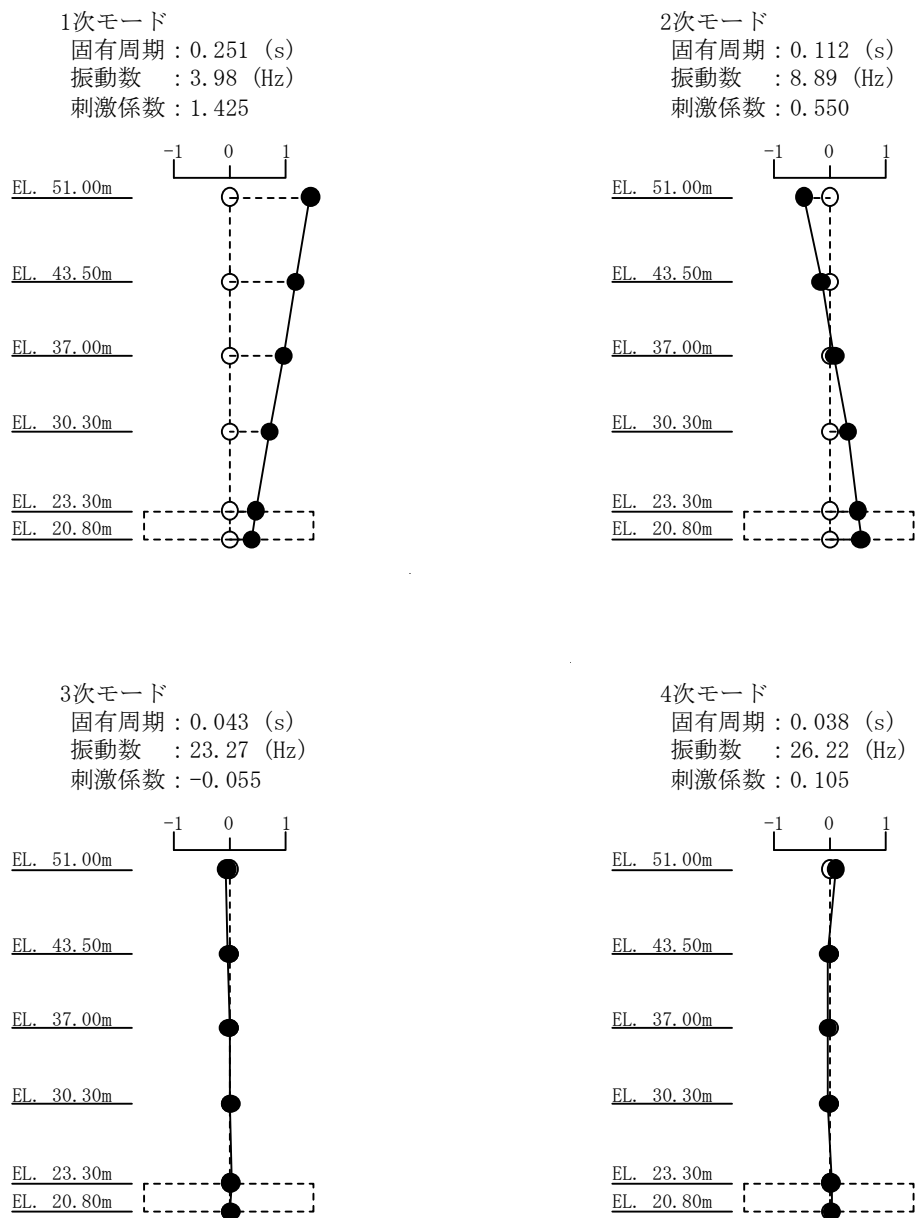 1次モード
固有周期：0.251 (s)
振動数　：3.98 (Hz)
刺激係数：1.425
-1 0 1
EL. 51.00m
EL. 43.50m
EL. 37.00m
EL. 30.30m
EL. 23.30m
EL. 20.80m
2次モード
固有周期：0.112 (s)
振動数　：8.89 (Hz)
刺激係数：0.550
-1 0 1
EL. 51.00m
EL. 43.50m
EL. 37.00m
EL. 30.30m
EL. 23.30m
EL. 20.80m
3次モード
固有周期：0.043 (s)
振動数　：23.27 (Hz)
刺激係数：-0.055
-1 0 1
EL. 51.00m
EL. 43.50m
EL. 37.00m
EL. 30.30m
EL. 23.30m
EL. 20.80m
4次モード
固有周期：0.038 (s)
振動数　：26.22 (Hz)
刺激係数：0.105
-1 0 1
EL. 51.00m
EL. 43.50m
EL. 37.00m
EL. 30.30m
EL. 23.30m
EL. 20.80m